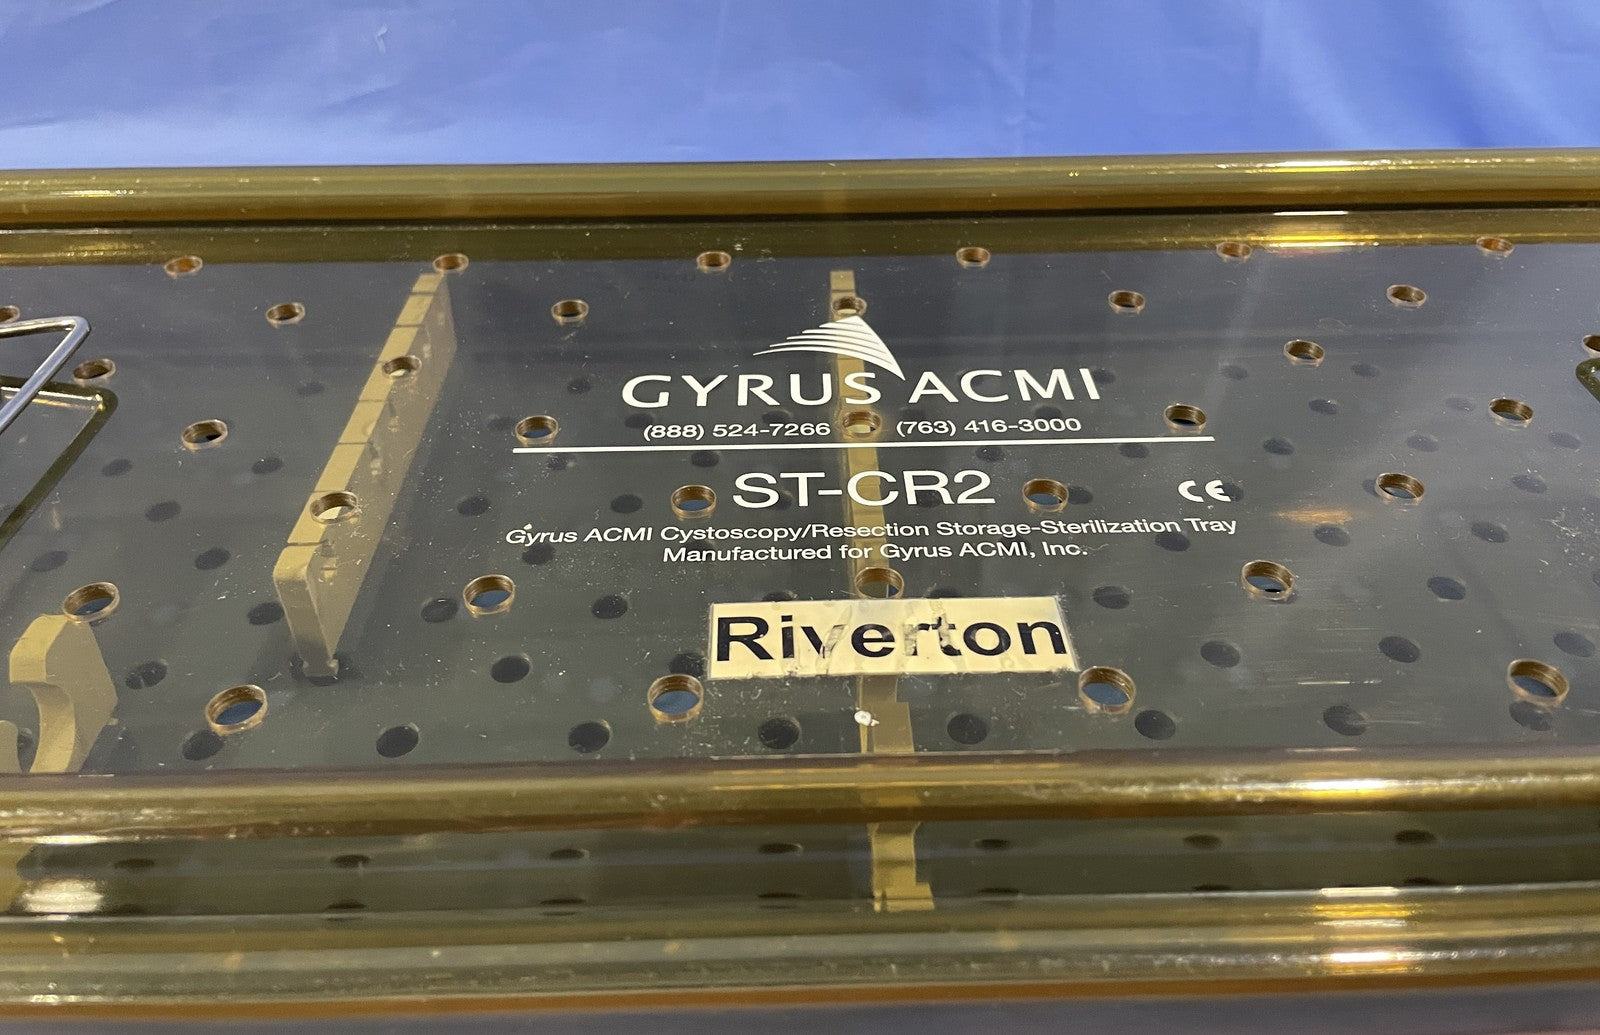 GYRUS ACMI
(888) 524-7266 (763) 416-3000
ST-CR2
CE
Gyrus ACMI Cystoscopy/Resection Storage-Sterilization Tray
Manufactured for Gyrus ACMI, Inc.
Riverton